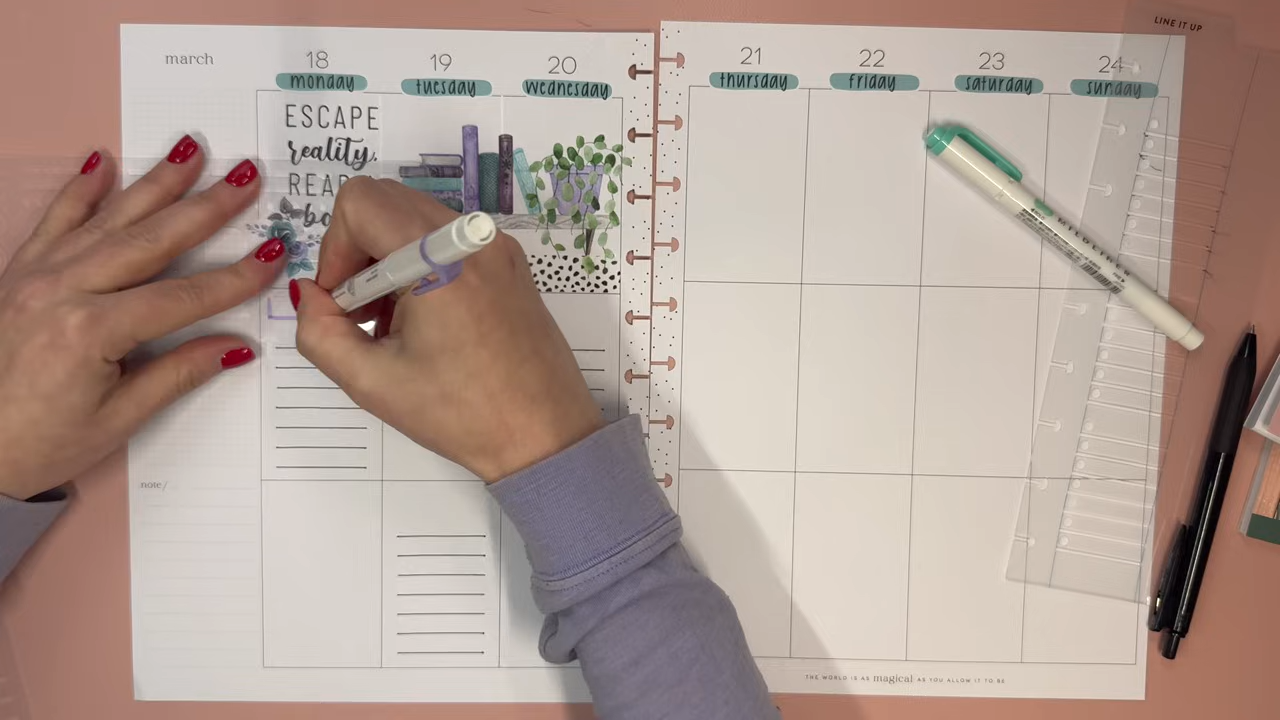 LINE IT UP
march
18 19 20 21 22 23 24
monday tuesday wednesday thursday friday saturday sunday
ESCAPE
reality.
READ
note/
THE WORLD IS AS magical AS YOU ALLOW IT TO BE